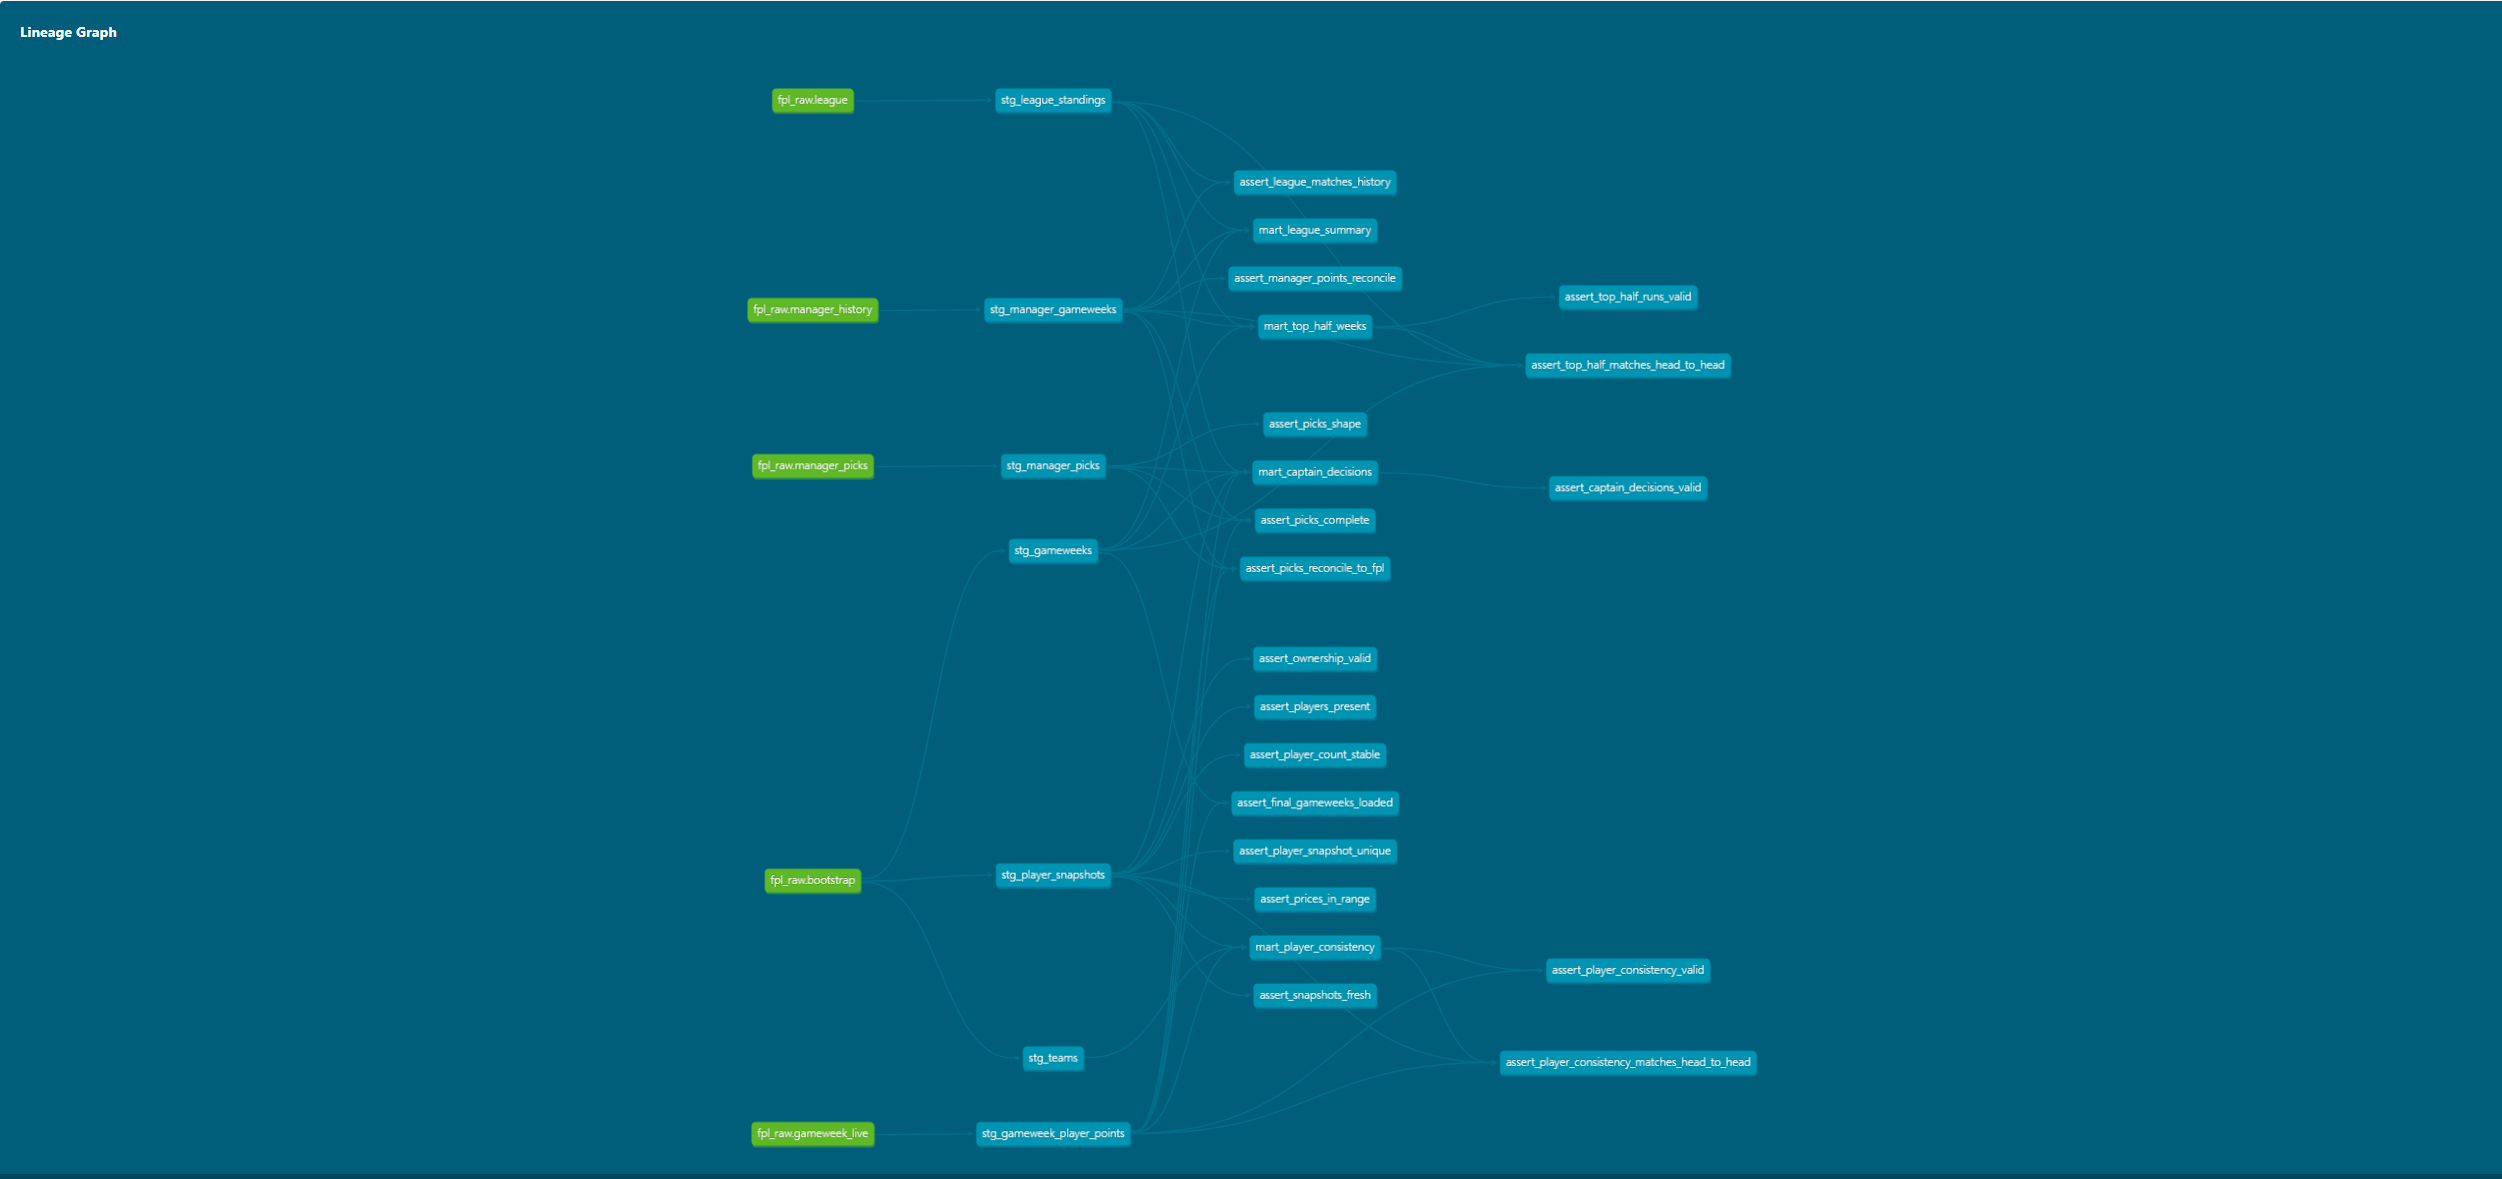 Lineage Graph
fpl_raw.league
stg_league_standings
assert_league_matches_history
mart_league_summary
assert_manager_points_reconcile
assert_top_half_runs_valid
fpl_raw.manager_history
stg_manager_gameweeks
mart_top_half_weeks
assert_top_half_matches_head_to_head
assert_picks_shape
fpl_raw.manager_picks
stg_manager_picks
mart_captain_decisions
assert_captain_decisions_valid
assert_picks_complete
stg_gameweeks
assert_picks_reconcile_to_fpl
assert_ownership_valid
assert_players_present
assert_player_count_stable
assert_final_gameweeks_loaded
assert_player_snapshot_unique
fpl_raw.bootstrap
stg_player_snapshots
assert_prices_in_range
mart_player_consistency
assert_player_consistency_valid
assert_snapshots_fresh
stg_teams
assert_player_consistency_matches_head_to_head
fpl_raw.gameweek_live
stg_gameweek_player_points